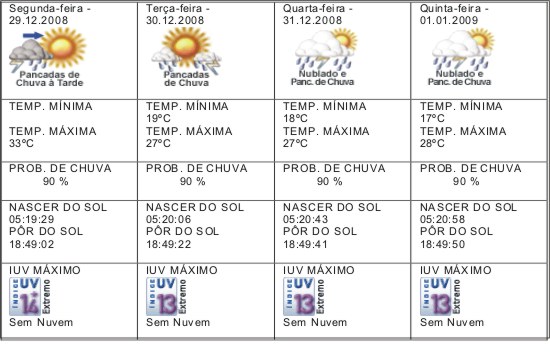 Segunda-feira -
29.12.2008
Pancadas de
Chuva à Tarde
TEMP. MÍNIMA
TEMP. MÁXIMA
33ºC
PROB. DE CHUVA
90 %
NASCER DO SOL
05:19:29
PÔR DO SOL
18:49:02
IUV MÁXIMO
ÍNDICE UV 14 Extremo
Sem Nuvem
Terça-feira -
30.12.2008
Pancadas
de Chuva
TEMP. MÍNIMA
19ºC
TEMP. MÁXIMA
27ºC
PROB. DE CHUVA
90 %
NASCER DO SOL
05:20:06
PÔR DO SOL
18:49:22
IUV MÁXIMO
ÍNDICE UV 13 Extremo
Sem Nuvem
Quarta-feira -
31.12.2008
Nublado e
Panc. de Chuva
TEMP. MÍNIMA
18ºC
TEMP. MÁXIMA
27ºC
PROB. DE CHUVA
90 %
NASCER DO SOL
05:20:43
PÔR DO SOL
18:49:41
IUV MÁXIMO
ÍNDICE UV 13 Extremo
Sem Nuvem
Quinta-feira -
01.01.2009
Nublado e
Panc. de Chuva
TEMP. MÍNIMA
17ºC
TEMP. MÁXIMA
28ºC
PROB. DE CHUVA
90 %
NASCER DO SOL
05:20:58
PÔR DO SOL
18:49:50
IUV MÁXIMO
ÍNDICE UV 13 Extremo
Sem Nuvem